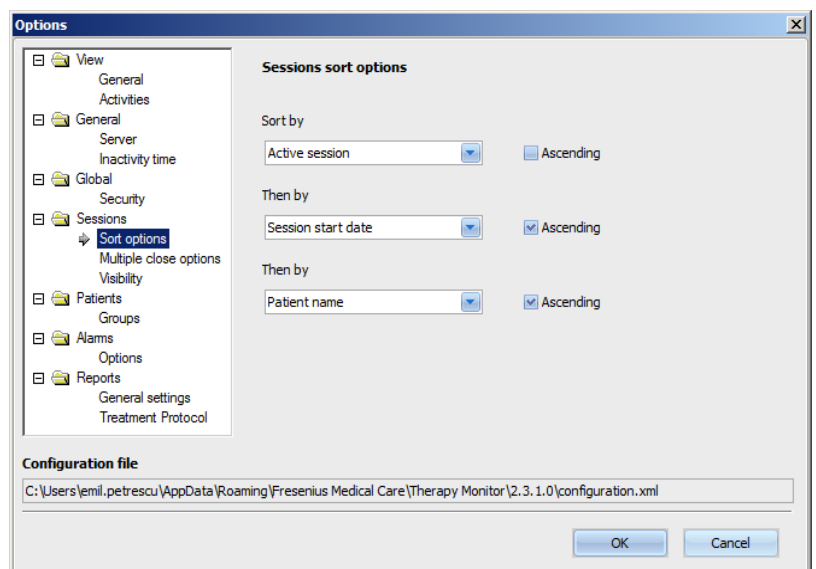 Options
View
General
Activities
General
Server
Inactivity time
Global
Security
Sessions
Sort options
Multiple close options
Visibility
Patients
Groups
Alarms
Options
Reports
General settings
Treatment Protocol
Sessions sort options
Sort by
Active session
Ascending
Then by
Session start date
Ascending
Then by
Patient name
Ascending
Configuration file
C:\Users\emil.petrescu\AppData\Roaming\Fresenius Medical Care\Therapy Monitor\2.3.1.0\configuration.xml
OK
Cancel